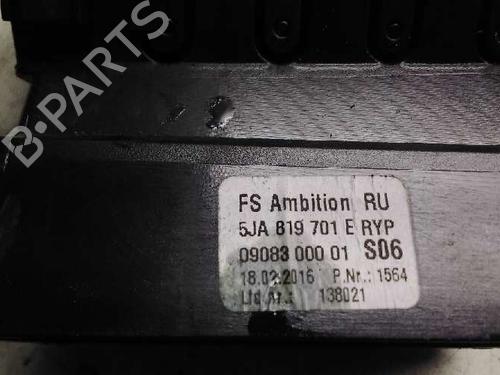 B-PARTS
FS Ambition RU
5JA 819 701 E RYP
09083 000 01 S06
18.02.2016 P.Nr.: 1564
138021